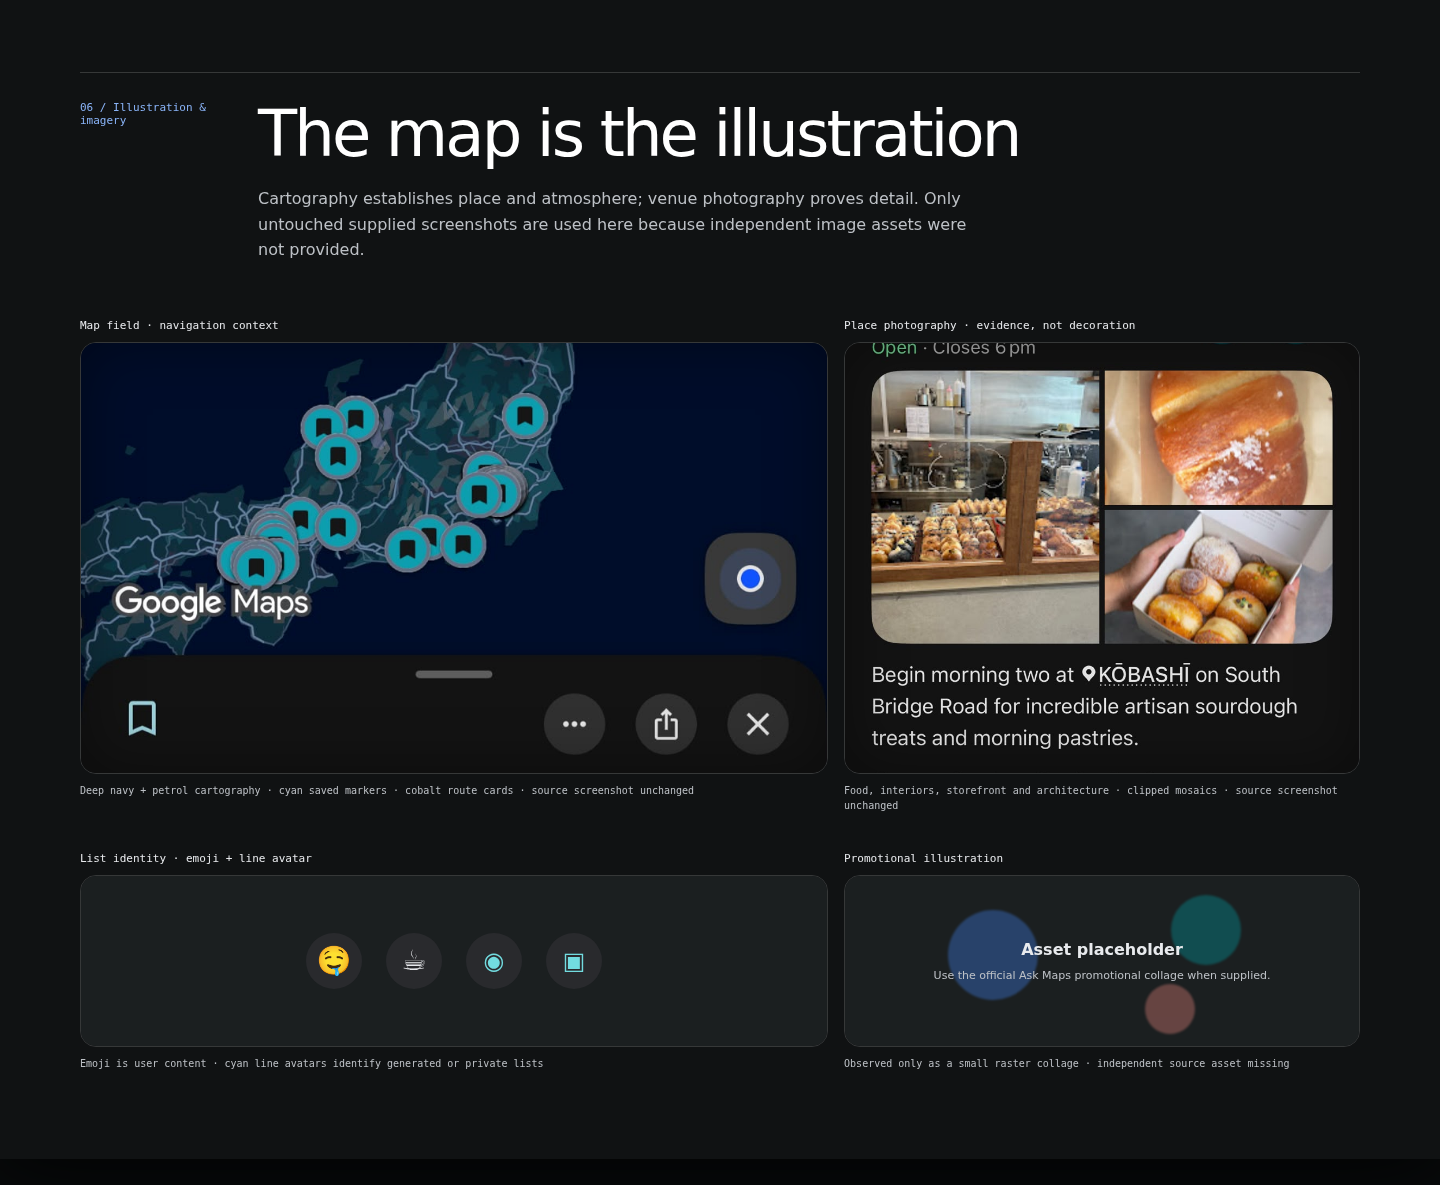 06 / Illustration &
imagery
The map is the illustration
Cartography establishes place and atmosphere; venue photography proves detail. Only
untouched supplied screenshots are used here because independent image assets were
not provided.
Map field · navigation context
Google Maps
Deep navy + petrol cartography · cyan saved markers · cobalt route cards · source screenshot unchanged
Place photography · evidence, not decoration
Open · Closes 6 pm
Begin morning two at KŌBASHĪ on South
Bridge Road for incredible artisan sourdough
treats and morning pastries.
Food, interiors, storefront and architecture · clipped mosaics · source screenshot
unchanged
List identity · emoji + line avatar
Emoji is user content · cyan line avatars identify generated or private lists
Promotional illustration
Asset placeholder
Use the official Ask Maps promotional collage when supplied.
Observed only as a small raster collage · independent source asset missing